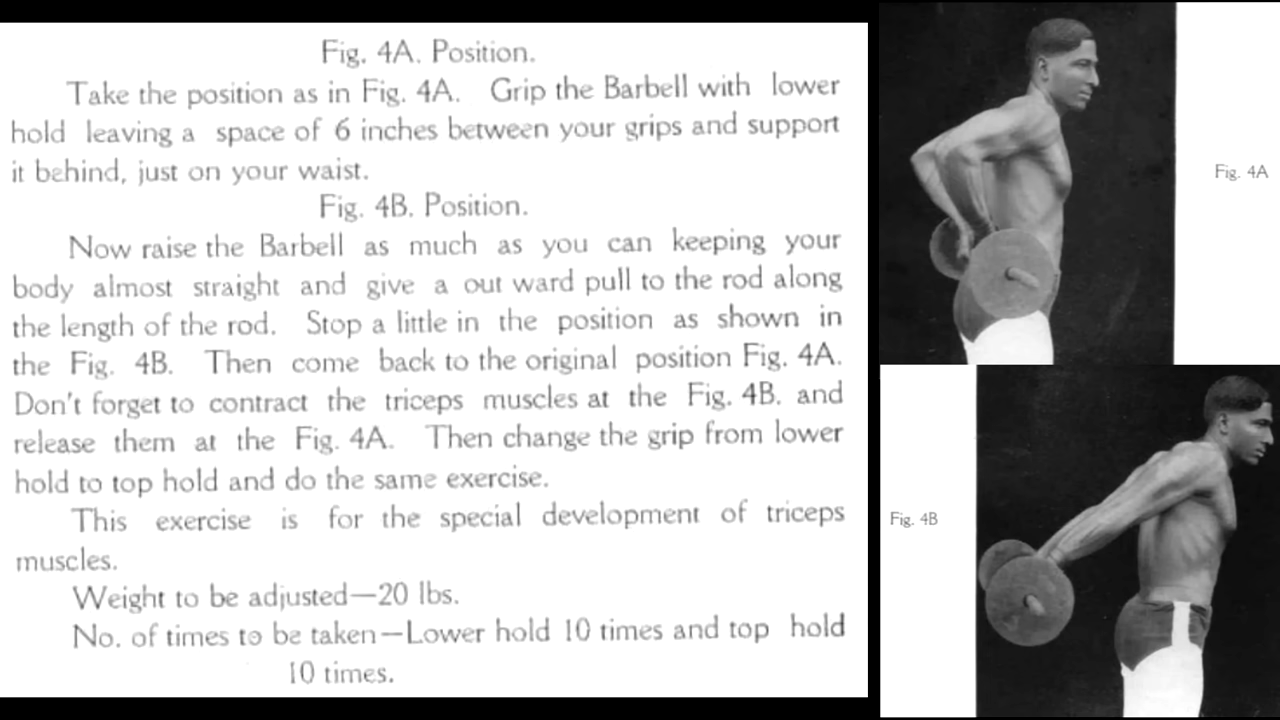 Fig. 4A. Position.
Take the position as in Fig. 4A. Grip the Barbell with lower
hold leaving a space of 6 inches between your grips and support
it behind, just on your waist.
Fig. 4B. Position.
Now raise the Barbell as much as you can keeping your
body almost straight and give a out ward pull to the rod along
the length of the rod. Stop a little in the position as shown in
the Fig. 4B. Then come back to the original position Fig. 4A.
Don't forget to contract the triceps muscles at the Fig. 4B. and
release them at the Fig. 4A. Then change the grip from lower
hold to top hold and do the same exercise.
This exercise is for the special development of triceps
muscles.
Weight to be adjusted—20 lbs.
No. of times to be taken—Lower hold 10 times and top hold
10 times.
Fig. 4A
Fig. 4B